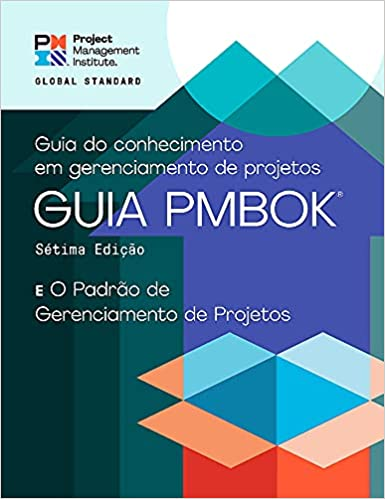 Project
Management
Institute.
GLOBAL STANDARD
Guia do conhecimento
em gerenciamento de projetos
GUIA PMBOK®
Sétima Edição
E O Padrão de
Gerenciamento de Projetos